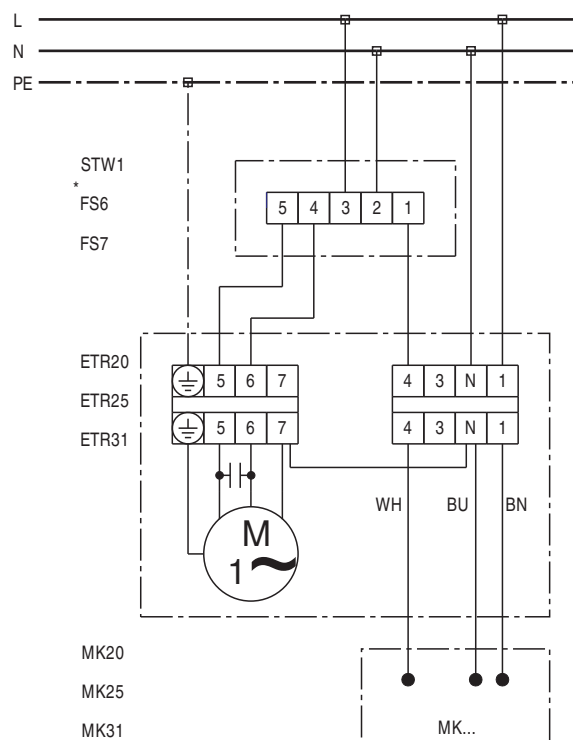 L
N
PE
STW1
*
FS6
FS7
5 4 3 2 1
ETR20
5 6 7 4 3 N 1
ETR25
ETR31
5 6 7 4 3 N 1
WH BU BN
M
1
MK20
MK25
MK31
MK...